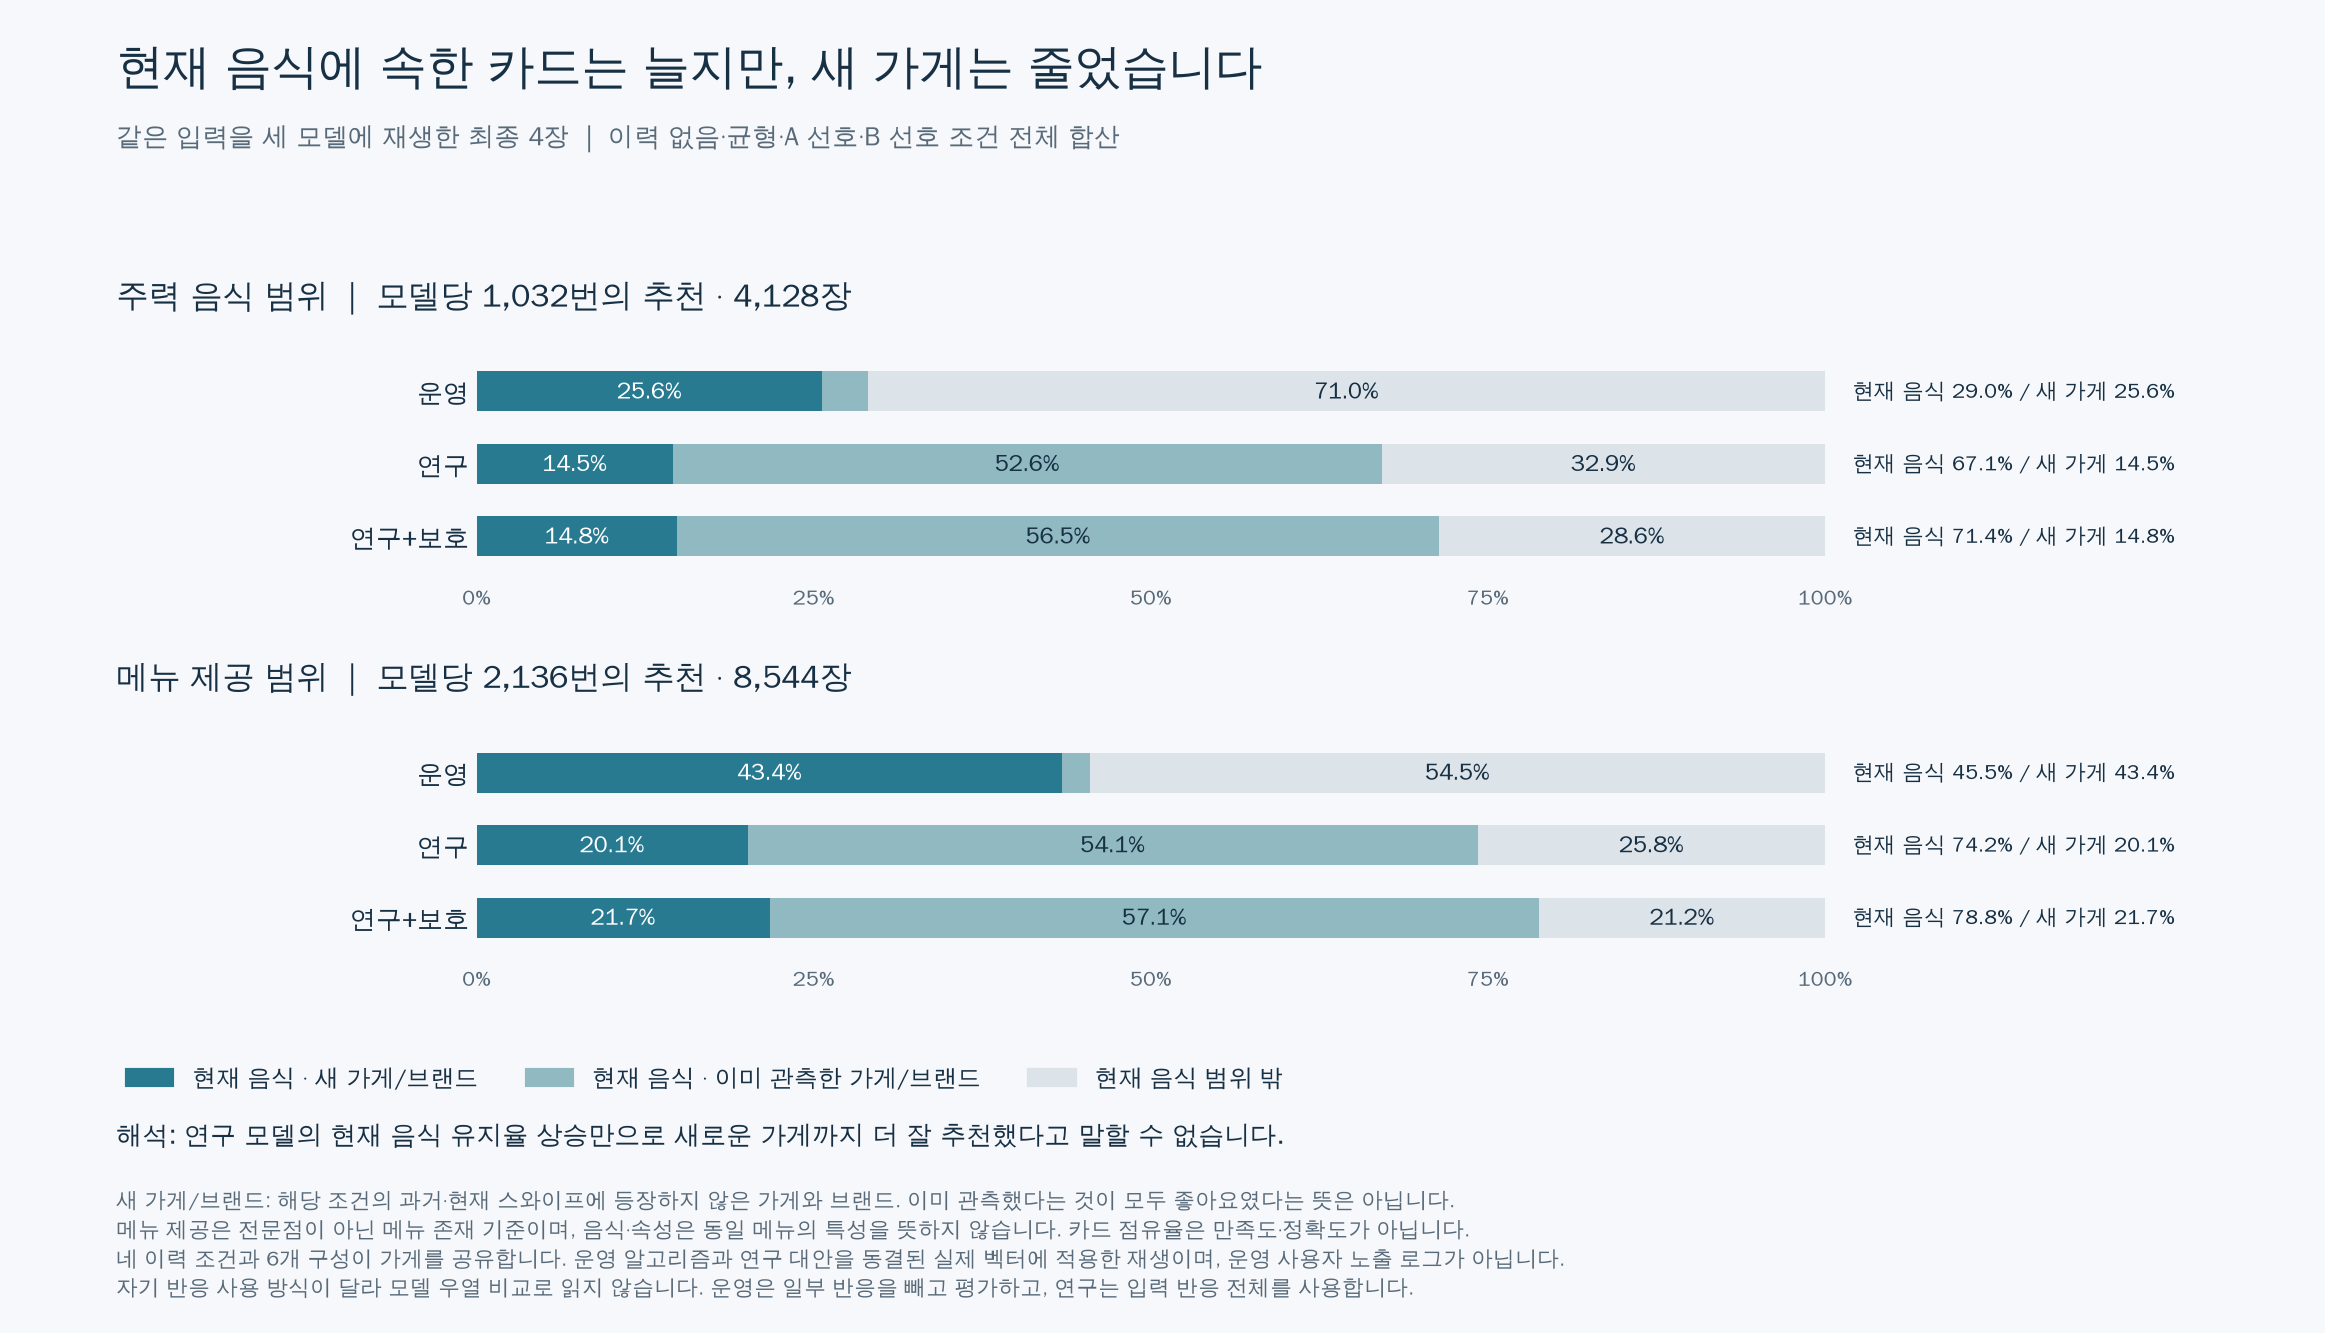 현재 음식에 속한 카드는 늘지만, 새 가게는 줄었습니다
같은 입력을 세 모델에 재생한 최종 4장 | 이력 없음·균형·A 선호·B 선호 조건 전체 합산
주력 음식 범위 | 모델당 1,032번의 추천 · 4,128장
운영 25.6% 71.0% 현재 음식 29.0% / 새 가게 25.6%
연구 14.5% 52.6% 32.9% 현재 음식 67.1% / 새 가게 14.5%
연구+보호 14.8% 56.5% 28.6% 현재 음식 71.4% / 새 가게 14.8%
0% 25% 50% 75% 100%
메뉴 제공 범위 | 모델당 2,136번의 추천 · 8,544장
운영 43.4% 54.5% 현재 음식 45.5% / 새 가게 43.4%
연구 20.1% 54.1% 25.8% 현재 음식 74.2% / 새 가게 20.1%
연구+보호 21.7% 57.1% 21.2% 현재 음식 78.8% / 새 가게 21.7%
0% 25% 50% 75% 100%
현재 음식 · 새 가게/브랜드 현재 음식 · 이미 관측한 가게/브랜드 현재 음식 범위 밖
해석: 연구 모델의 현재 음식 유지율 상승만으로 새로운 가게까지 더 잘 추천했다고 말할 수 없습니다.
새 가게/브랜드: 해당 조건의 과거·현재 스와이프에 등장하지 않은 가게와 브랜드. 이미 관측했다는 것이 모두 좋아요였다는 뜻은 아닙니다.
메뉴 제공은 전문점이 아닌 메뉴 존재 기준이며, 음식·속성은 동일 메뉴의 특성을 뜻하지 않습니다. 카드 점유율은 만족도·정확도가 아닙니다.
네 이력 조건과 6개 구성이 가게를 공유합니다. 운영 알고리즘과 연구 대안을 동결된 실제 벡터에 적용한 재생이며, 운영 사용자 노출 로그가 아닙니다.
자기 반응 사용 방식이 달라 모델 우열 비교로 읽지 않습니다. 운영은 일부 반응을 빼고 평가하고, 연구는 입력 반응 전체를 사용합니다.